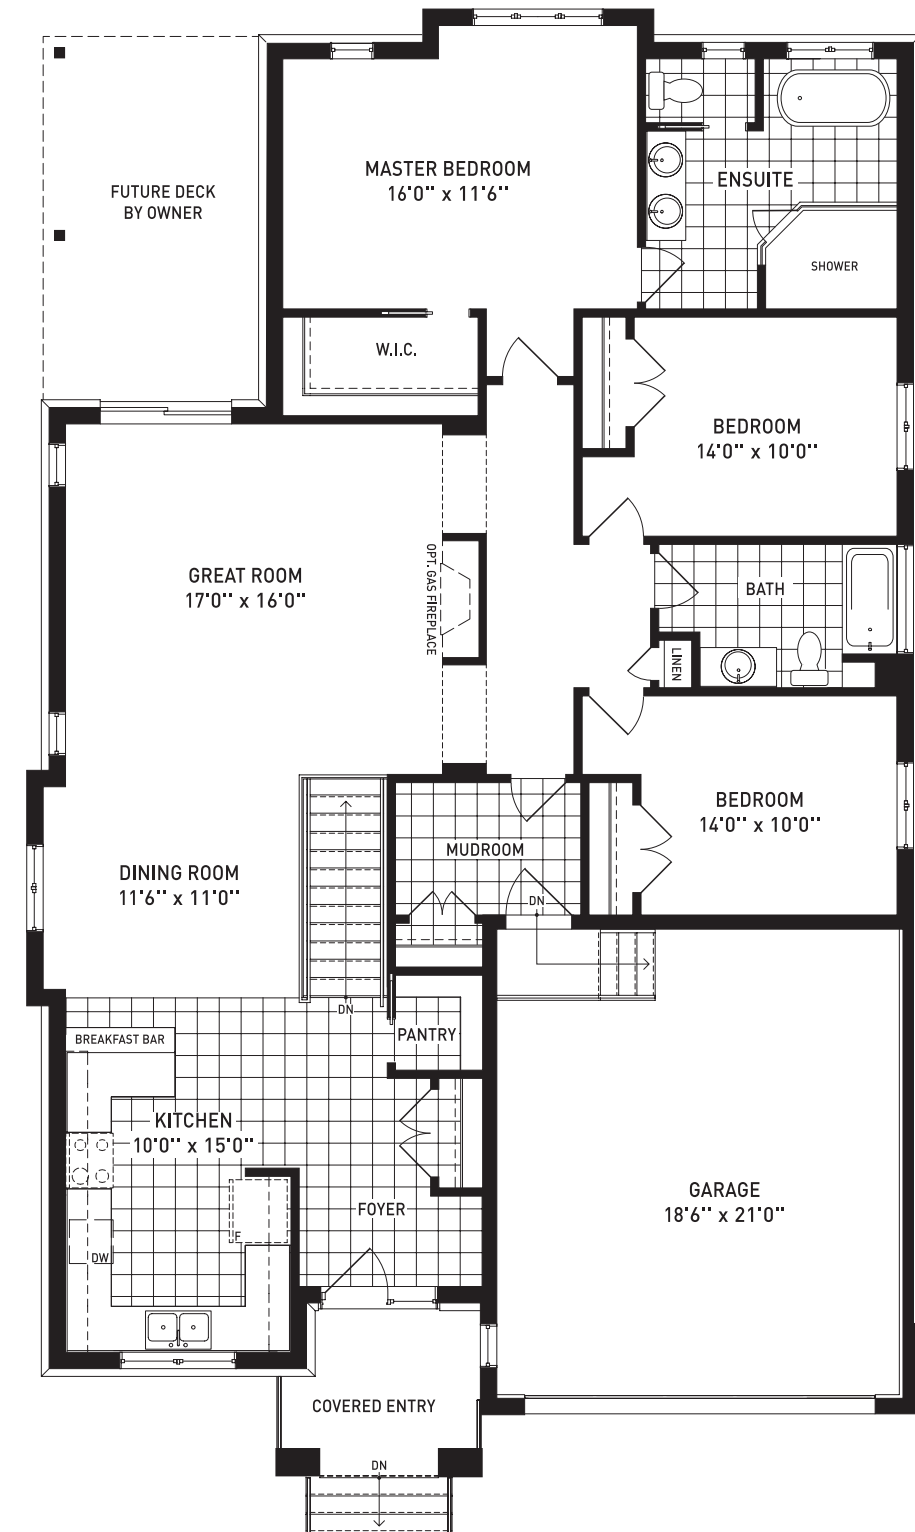 FUTURE DECK
BY OWNER
MASTER BEDROOM
16'0" x 11'6"
ENSUITE
SHOWER
W.I.C.
BEDROOM
14'0" x 10'0"
GREAT ROOM
17'0" x 16'0"
OPT. GAS FIREPLACE
BATH
LINEN
BEDROOM
14'0" x 10'0"
MUDROOM
DINING ROOM
11'6" x 11'0"
DN
DN
PANTRY
BREAKFAST BAR
KITCHEN
10'0" x 15'0"
FOYER
F
DW
GARAGE
18'6" x 21'0"
COVERED ENTRY
DN